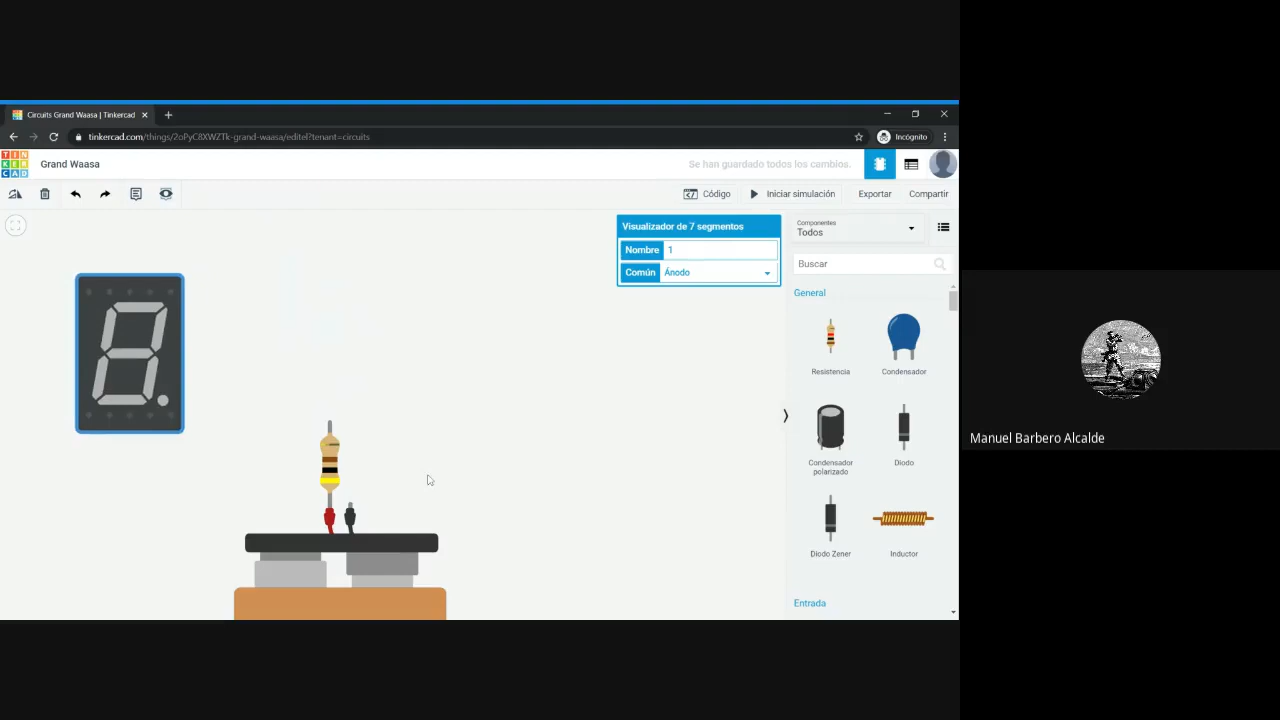 Circuits Grand Waasa | Tinkercad
tinkercad.com/things/2oPyC8XWZTk-grand-waasa/editel?tenant=circuits
Incógnito
TIN
KER
CAD
Grand Waasa
Se han guardado todos los cambios.
Código
Iniciar simulación
Exportar
Compartir
Visualizador de 7 segmentos
Nombre 1
Común Ánodo
Componentes
Todos
Buscar
General
Resistencia
Condensador
Condensador
polarizado
Diodo
Diodo Zener
Inductor
Entrada
Manuel Barbero Alcalde